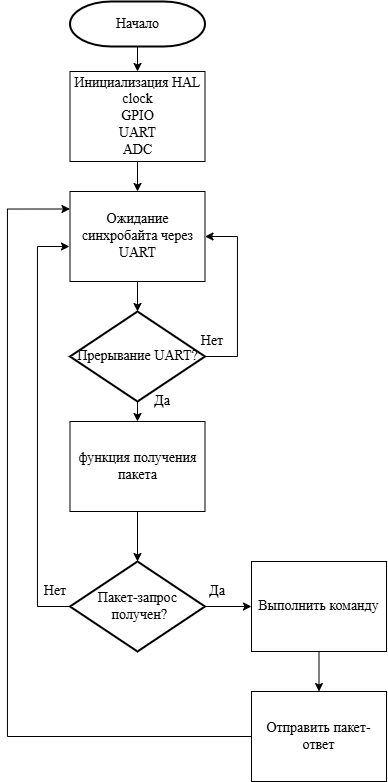 Начало
Инициализация HAL
clock
GPIO
UART
ADC
Ожидание
синхробайта через
UART
Прерывание UART?
Нет
Да
функция получения
пакета
Пакет-запрос
получен?
Нет
Да
Выполнить команду
Отправить пакет-
ответ